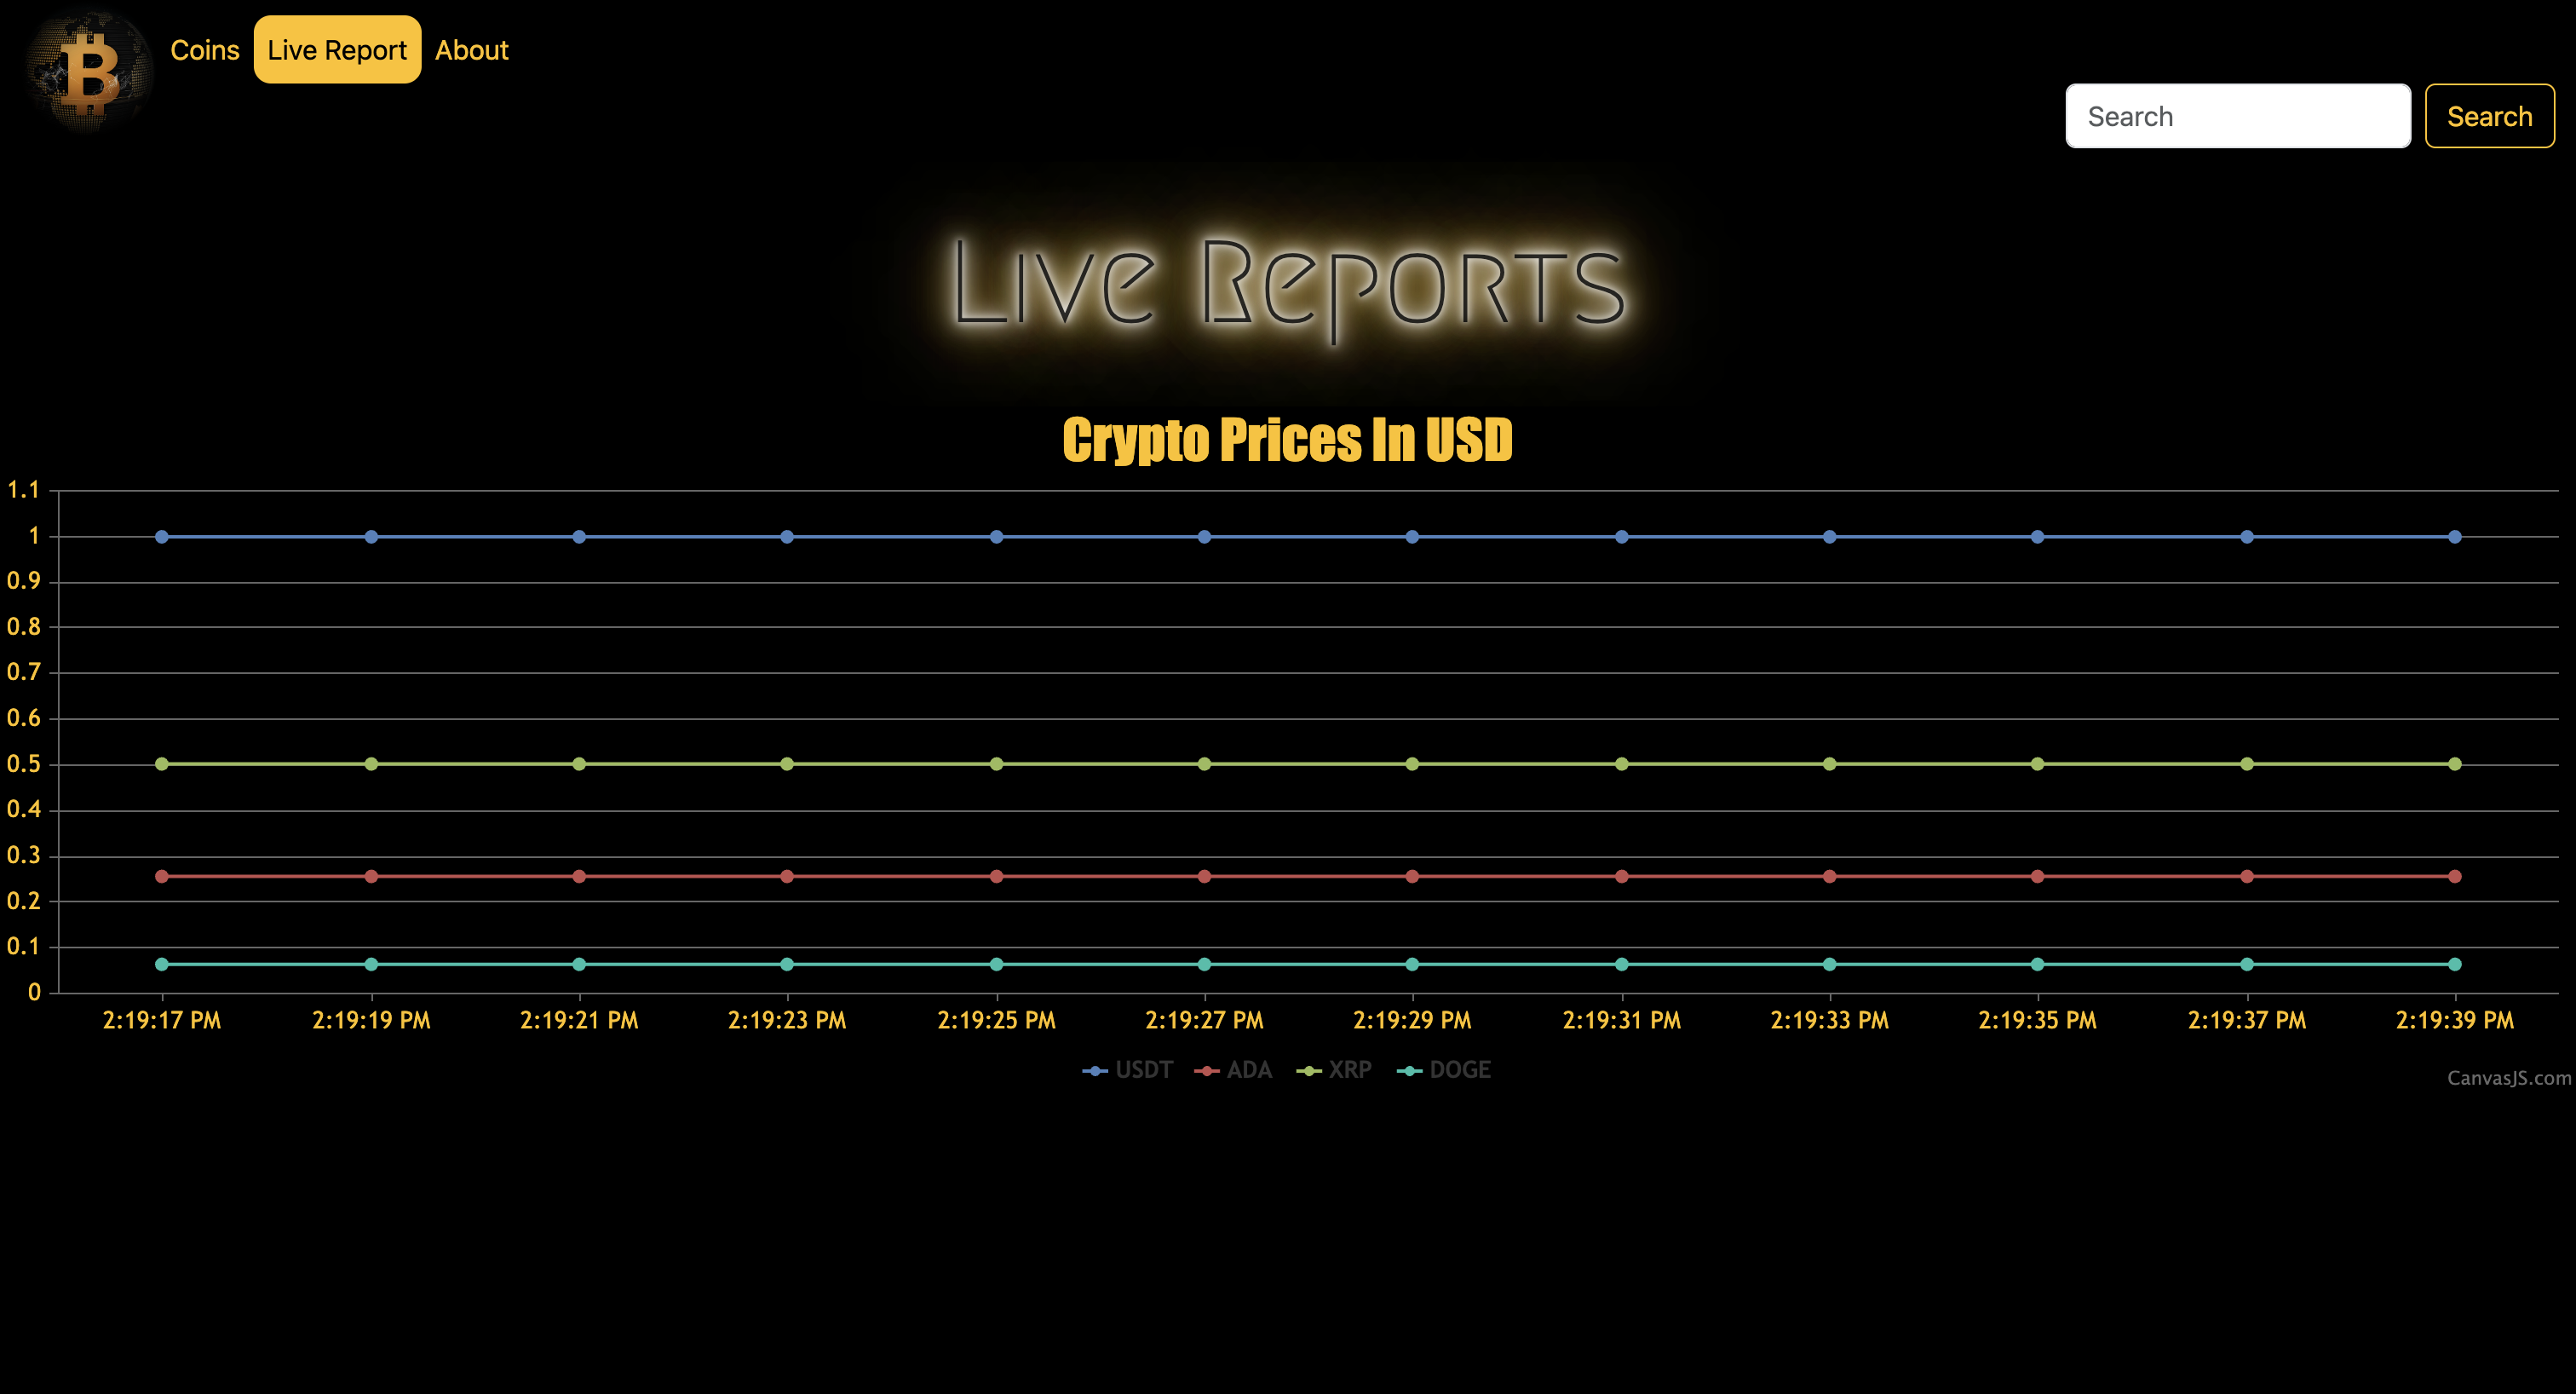 Coins Live Report About
Search Search
Live Reports
Crypto Prices In USD
1.1
1
0.9
0.8
0.7
0.6
0.5
0.4
0.3
0.2
0.1
0
2:19:17 PM 2:19:19 PM 2:19:21 PM 2:19:23 PM 2:19:25 PM 2:19:27 PM 2:19:29 PM 2:19:31 PM 2:19:33 PM 2:19:35 PM 2:19:37 PM 2:19:39 PM
USDT ADA XRP DOGE
CanvasJS.com